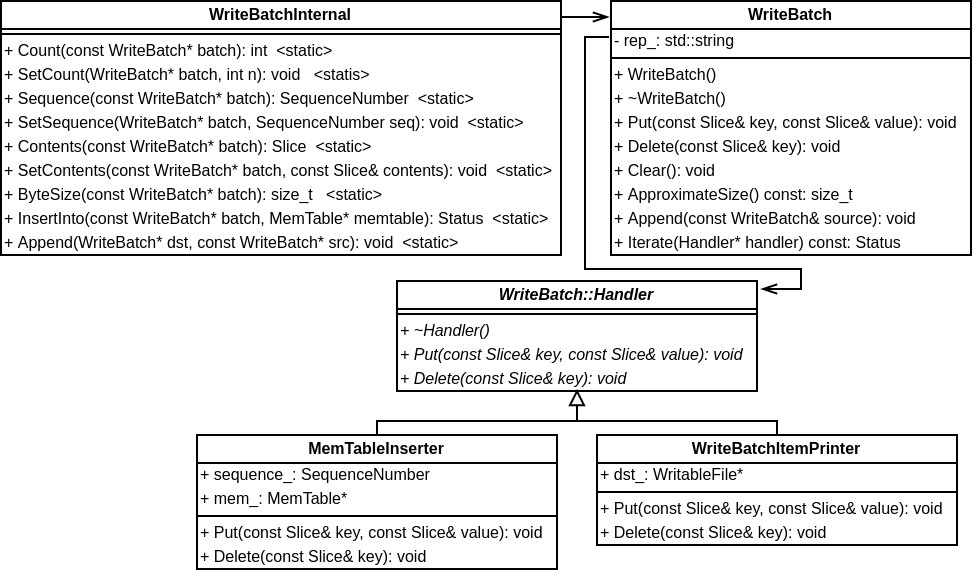 WriteBatchInternal
+ Count(const WriteBatch* batch): int  <static>
+ SetCount(WriteBatch* batch, int n): void   <statis>
+ Sequence(const WriteBatch* batch): SequenceNumber  <static>
+ SetSequence(WriteBatch* batch, SequenceNumber seq): void  <static>
+ Contents(const WriteBatch* batch): Slice  <static>
+ SetContents(const WriteBatch* batch, const Slice& contents): void  <static>
+ ByteSize(const WriteBatch* batch): size_t   <static>
+ InsertInto(const WriteBatch* batch, MemTable* memtable): Status  <static>
+ Append(WriteBatch* dst, const WriteBatch* src): void  <static>
WriteBatch
- rep_: std::string
+ WriteBatch()
+ ~WriteBatch()
+ Put(const Slice& key, const Slice& value): void
+ Delete(const Slice& key): void
+ Clear(): void
+ ApproximateSize() const: size_t
+ Append(const WriteBatch& source): void
+ Iterate(Handler* handler) const: Status
WriteBatch::Handler
+ ~Handler()
+ Put(const Slice& key, const Slice& value): void
+ Delete(const Slice& key): void
MemTableInserter
+ sequence_: SequenceNumber
+ mem_: MemTable*
+ Put(const Slice& key, const Slice& value): void
+ Delete(const Slice& key): void
WriteBatchItemPrinter
+ dst_: WritableFile*
+ Put(const Slice& key, const Slice& value): void
+ Delete(const Slice& key): void